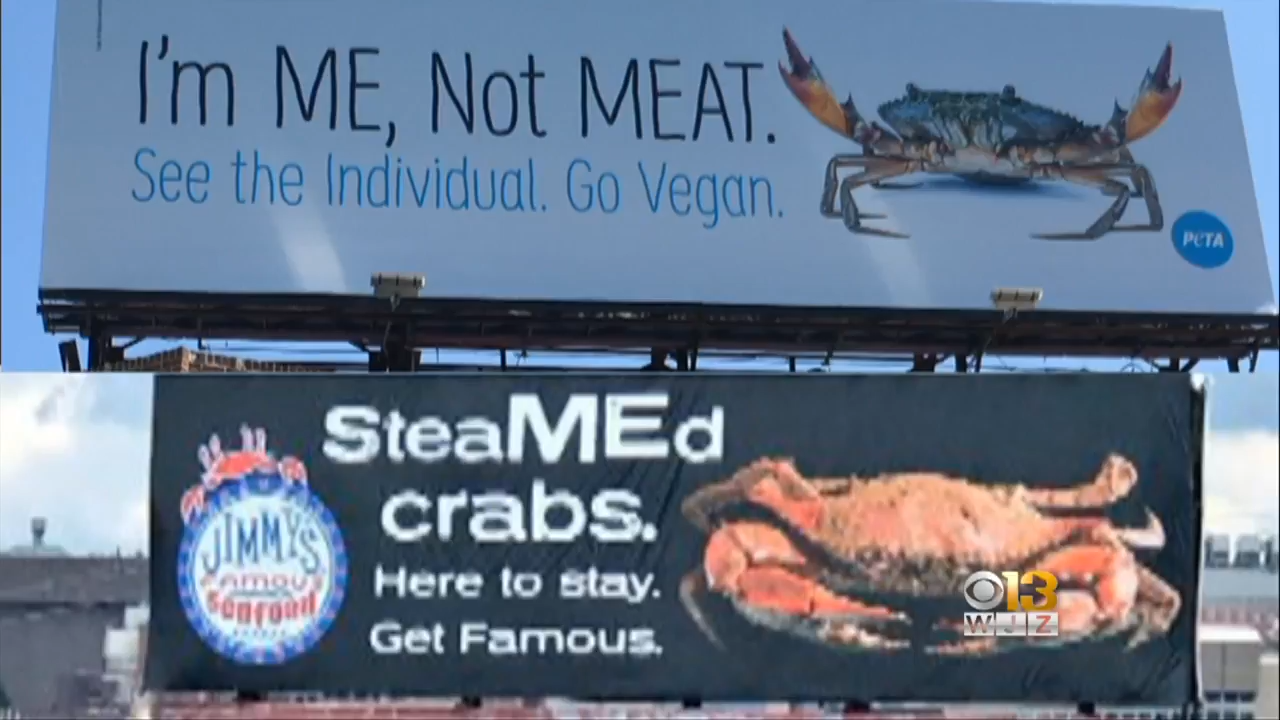 I'm ME, Not MEAT.
See the Individual. Go Vegan.
PeTA
SteaMEd
crabs.
Here to stay.
Get Famous.
JIMMY'S
FAMOUS
SEAFOOD
13
WJZ